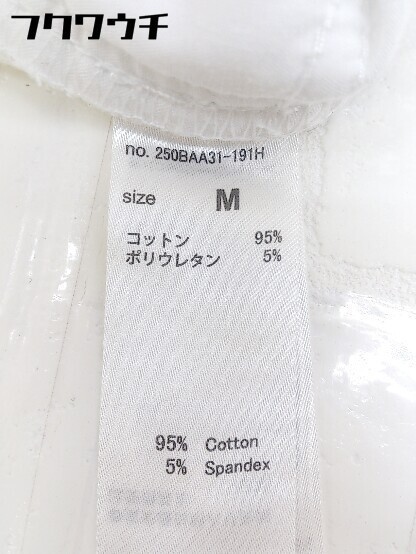 フクワウチ
no. 250BAA31-191H
size M
コットン 95%
ポリウレタン 5%
95% Cotton
5% Spandex